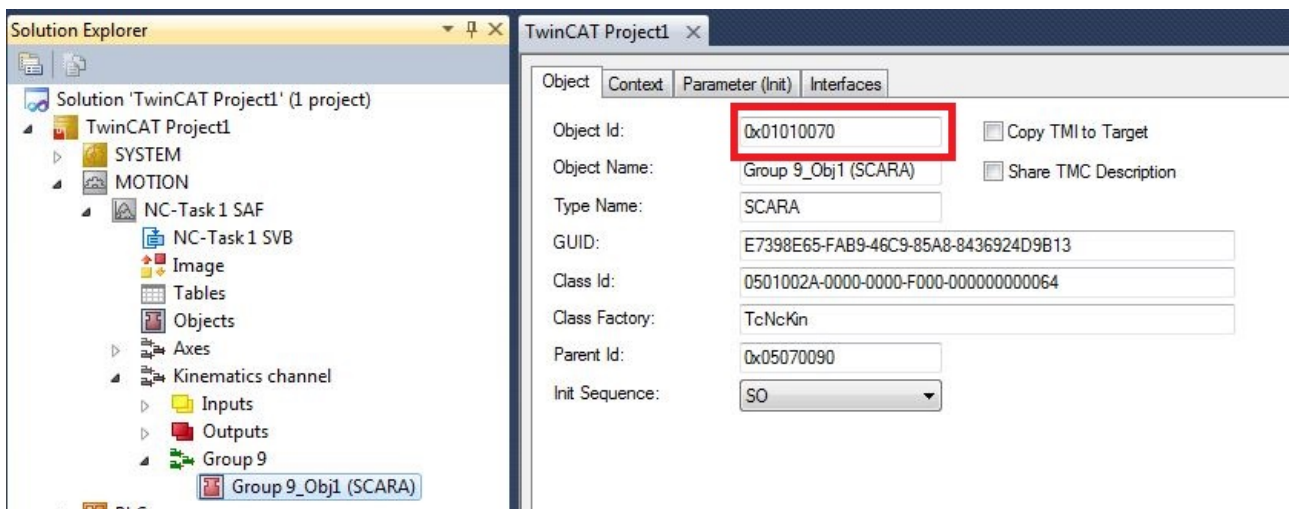 Solution Explorer
Solution 'TwinCAT Project1' (1 project)
TwinCAT Project1
SYSTEM
MOTION
NC-Task 1 SAF
NC-Task 1 SVB
Image
Tables
Objects
Axes
Kinematics channel
Inputs
Outputs
Group 9
Group 9_Obj1 (SCARA)
TwinCAT Project1
Object Context Parameter (Init) Interfaces
Object Id: 0x01010070 Copy TMI to Target
Object Name: Group 9_Obj1 (SCARA) Share TMC Description
Type Name: SCARA
GUID: E7398E65-FAB9-46C9-85A8-8436924D9B13
Class Id: 0501002A-0000-0000-F000-000000000064
Class Factory: TcNcKin
Parent Id: 0x05070090
Init Sequence: SO